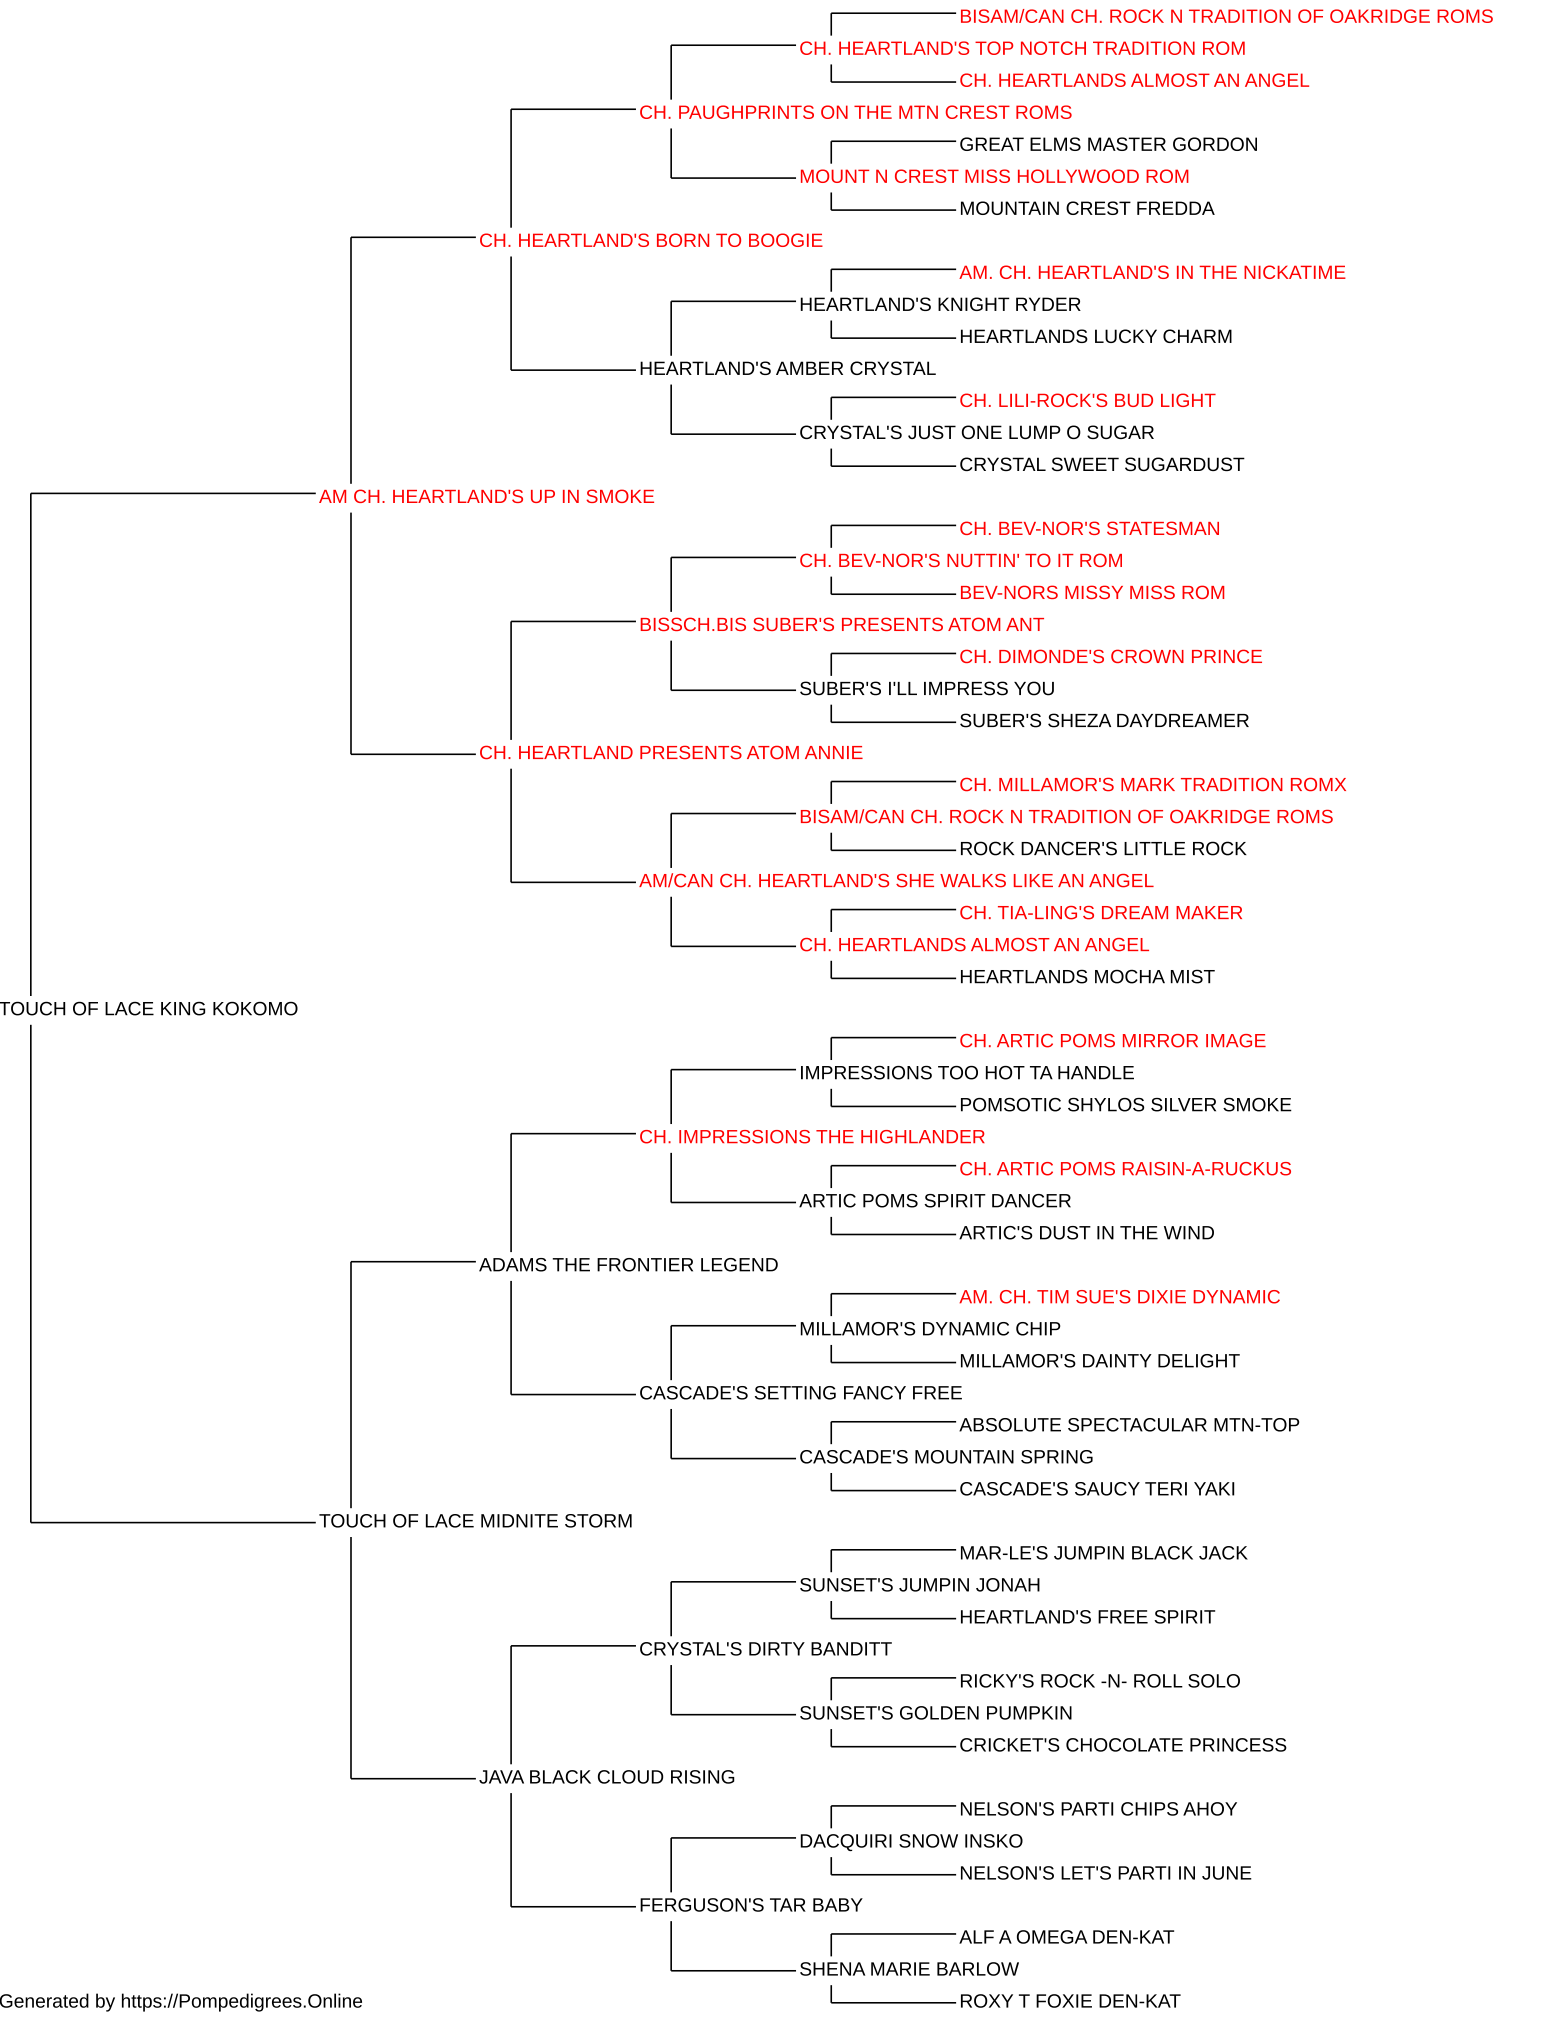 BISAM/CAN CH. ROCK N TRADITION OF OAKRIDGE ROMS
CH. HEARTLAND'S TOP NOTCH TRADITION ROM
CH. HEARTLANDS ALMOST AN ANGEL
CH. PAUGHPRINTS ON THE MTN CREST ROMS
GREAT ELMS MASTER GORDON
MOUNT N CREST MISS HOLLYWOOD ROM
MOUNTAIN CREST FREDDA
CH. HEARTLAND'S BORN TO BOOGIE
AM. CH. HEARTLAND'S IN THE NICKATIME
HEARTLAND'S KNIGHT RYDER
HEARTLANDS LUCKY CHARM
HEARTLAND'S AMBER CRYSTAL
CH. LILI-ROCK'S BUD LIGHT
CRYSTAL'S JUST ONE LUMP O SUGAR
CRYSTAL SWEET SUGARDUST
AM CH. HEARTLAND'S UP IN SMOKE
CH. BEV-NOR'S STATESMAN
CH. BEV-NOR'S NUTTIN' TO IT ROM
BEV-NORS MISSY MISS ROM
BISSCH.BIS SUBER'S PRESENTS ATOM ANT
CH. DIMONDE'S CROWN PRINCE
SUBER'S I'LL IMPRESS YOU
SUBER'S SHEZA DAYDREAMER
CH. HEARTLAND PRESENTS ATOM ANNIE
CH. MILLAMOR'S MARK TRADITION ROMX
BISAM/CAN CH. ROCK N TRADITION OF OAKRIDGE ROMS
ROCK DANCER'S LITTLE ROCK
AM/CAN CH. HEARTLAND'S SHE WALKS LIKE AN ANGEL
CH. TIA-LING'S DREAM MAKER
CH. HEARTLANDS ALMOST AN ANGEL
HEARTLANDS MOCHA MIST
TOUCH OF LACE KING KOKOMO
CH. ARTIC POMS MIRROR IMAGE
IMPRESSIONS TOO HOT TA HANDLE
POMSOTIC SHYLOS SILVER SMOKE
CH. IMPRESSIONS THE HIGHLANDER
CH. ARTIC POMS RAISIN-A-RUCKUS
ARTIC POMS SPIRIT DANCER
ARTIC'S DUST IN THE WIND
ADAMS THE FRONTIER LEGEND
AM. CH. TIM SUE'S DIXIE DYNAMIC
MILLAMOR'S DYNAMIC CHIP
MILLAMOR'S DAINTY DELIGHT
CASCADE'S SETTING FANCY FREE
ABSOLUTE SPECTACULAR MTN-TOP
CASCADE'S MOUNTAIN SPRING
CASCADE'S SAUCY TERI YAKI
TOUCH OF LACE MIDNITE STORM
MAR-LE'S JUMPIN BLACK JACK
SUNSET'S JUMPIN JONAH
HEARTLAND'S FREE SPIRIT
CRYSTAL'S DIRTY BANDITT
RICKY'S ROCK -N- ROLL SOLO
SUNSET'S GOLDEN PUMPKIN
CRICKET'S CHOCOLATE PRINCESS
JAVA BLACK CLOUD RISING
NELSON'S PARTI CHIPS AHOY
DACQUIRI SNOW INSKO
NELSON'S LET'S PARTI IN JUNE
FERGUSON'S TAR BABY
ALF A OMEGA DEN-KAT
SHENA MARIE BARLOW
ROXY T FOXIE DEN-KAT
Generated by https://Pompedigrees.Online